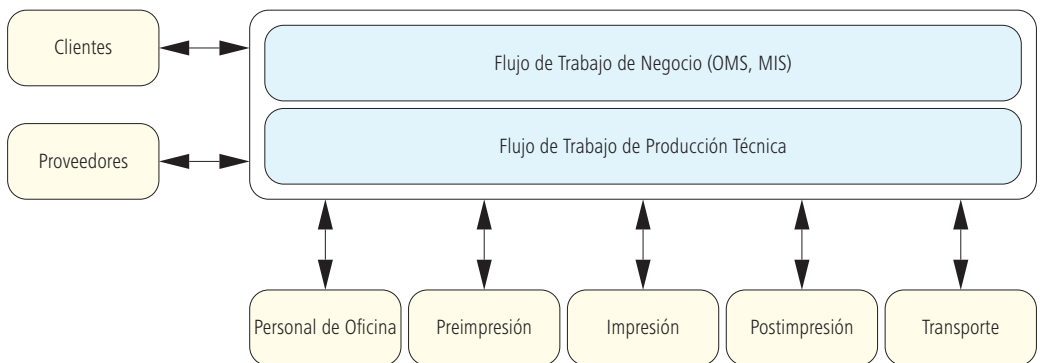 Clientes
Flujo de Trabajo de Negocio (OMS, MIS)
Flujo de Trabajo de Producción Técnica
Proveedores
Personal de Oficina
Preimpresión
Impresión
Postimpresión
Transporte